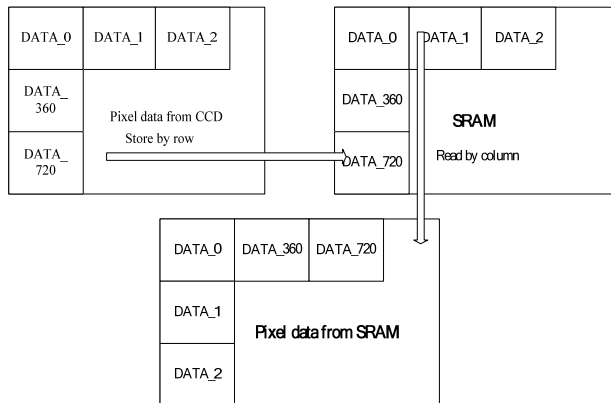 DATA_0 DATA_1 DATA_2
DATA_
360
DATA_
720
Pixel data from CCD
Store by row
DATA_0 DATA_1 DATA_2
DATA_360
DATA_720
SRAM
Read by column
DATA_0 DATA_360 DATA_720
DATA_1
DATA_2
Pixel data from SRAM